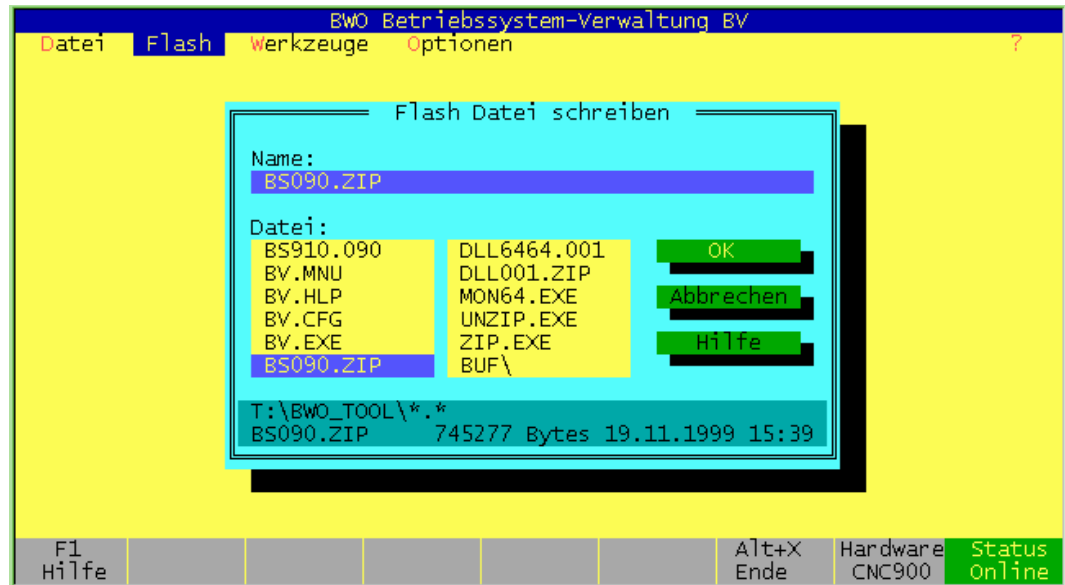 BWO Betriebssystem-Verwaltung BV
Datei Flash Werkzeuge Optionen ?
Flash Datei schreiben
Name:
BS090.ZIP
Datei:
BS910.090 DLL6464.001 OK
BV.MNU DLL001.ZIP
BV.HLP MON64.EXE Abbrechen
BV.CFG UNZIP.EXE
BV.EXE ZIP.EXE Hilfe
BS090.ZIP BUF\
T:\BWO_TOOL\*.*
BS090.ZIP 745277 Bytes 19.11.1999 15:39
F1 Alt+X Hardware Status
Hilfe Ende CNC900 Online